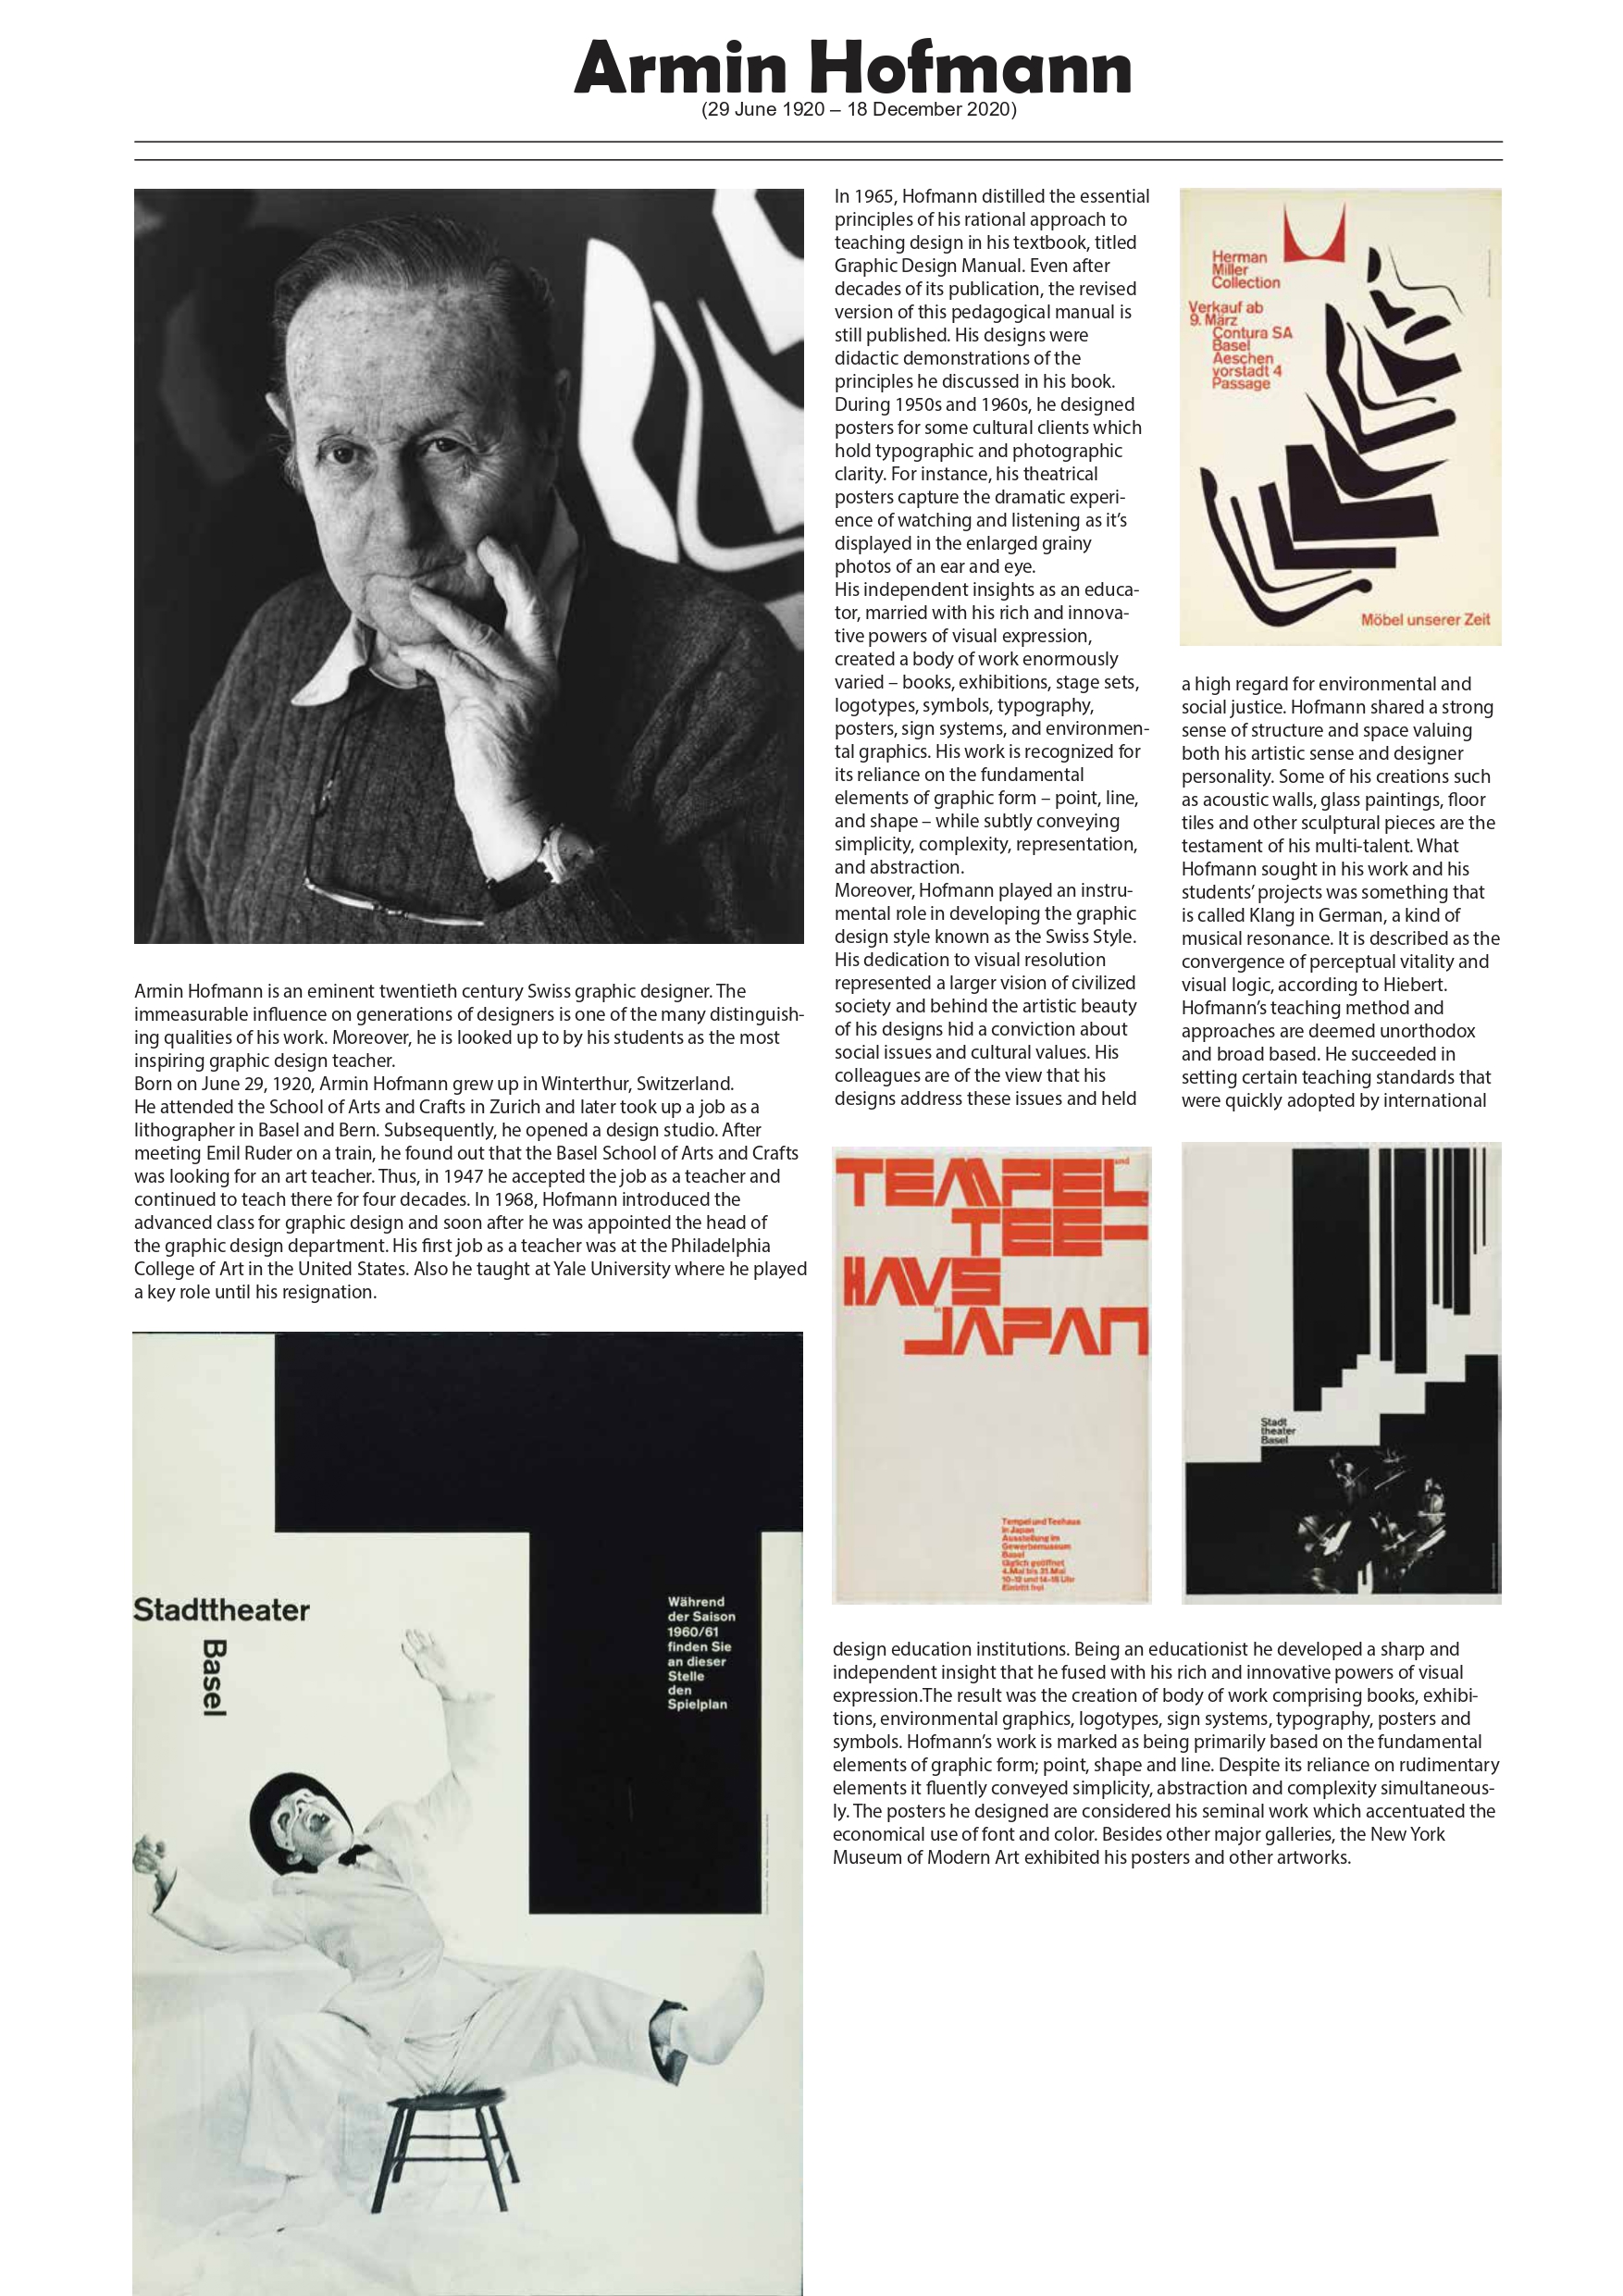 Armin Hofmann
(29 June 1920 – 18 December 2020)
Armin Hofmann is an eminent twentieth century Swiss graphic designer. The
immeasurable influence on generations of designers is one of the many distinguish-
ing qualities of his work. Moreover, he is looked up to by his students as the most
inspiring graphic design teacher.
Born on June 29, 1920, Armin Hofmann grew up in Winterthur, Switzerland.
He attended the School of Arts and Crafts in Zurich and later took up a job as a
lithographer in Basel and Bern. Subsequently, he opened a design studio. After
meeting Emil Ruder on a train, he found out that the Basel School of Arts and Crafts
was looking for an art teacher. Thus, in 1947 he accepted the job as a teacher and
continued to teach there for four decades. In 1968, Hofmann introduced the
advanced class for graphic design and soon after he was appointed the head of
the graphic design department. His first job as a teacher was at the Philadelphia
College of Art in the United States. Also he taught at Yale University where he played
a key role until his resignation.
Stadttheater
Basel
Während
der Saison
1960/61
finden Sie
an dieser
Stelle
den
Spielplan
In 1965, Hofmann distilled the essential
principles of his rational approach to
teaching design in his textbook, titled
Graphic Design Manual. Even after
decades of its publication, the revised
version of this pedagogical manual is
still published. His designs were
didactic demonstrations of the
principles he discussed in his book.
During 1950s and 1960s, he designed
posters for some cultural clients which
hold typographic and photographic
clarity. For instance, his theatrical
posters capture the dramatic experi-
ence of watching and listening as it’s
displayed in the enlarged grainy
photos of an ear and eye.
His independent insights as an educa-
tor, married with his rich and innova-
tive powers of visual expression,
created a body of work enormously
varied – books, exhibitions, stage sets,
logotypes, symbols, typography,
posters, sign systems, and environmen-
tal graphics. His work is recognized for
its reliance on the fundamental
elements of graphic form – point, line,
and shape – while subtly conveying
simplicity, complexity, representation,
and abstraction.
Moreover, Hofmann played an instru-
mental role in developing the graphic
design style known as the Swiss Style.
His dedication to visual resolution
represented a larger vision of civilized
society and behind the artistic beauty
of his designs hid a conviction about
social issues and cultural values. His
colleagues are of the view that his
designs address these issues and held
Herman
Miller
Collection
Verkauf ab
9. März
Contura SA
Basel
Aeschen
vorstadt 4
Passage
Möbel unserer Zeit
a high regard for environmental and
social justice. Hofmann shared a strong
sense of structure and space valuing
both his artistic sense and designer
personality. Some of his creations such
as acoustic walls, glass paintings, floor
tiles and other sculptural pieces are the
testament of his multi-talent. What
Hofmann sought in his work and his
students’ projects was something that
is called Klang in German, a kind of
musical resonance. It is described as the
convergence of perceptual vitality and
visual logic, according to Hiebert.
Hofmann’s teaching method and
approaches are deemed unorthodox
and broad based. He succeeded in
setting certain teaching standards that
were quickly adopted by international
TEMPEL und
TEE-
HAUS
in
JAPAN
Tempel und Teehaus
in Japan
Ausstellung im
Gewerbemuseum
Basel
täglich geöffnet
4. Mai bis 31. Mai
10-12 und 14-18 Uhr
Eintritt frei
Stadt
theater
Basel
design education institutions. Being an educationist he developed a sharp and
independent insight that he fused with his rich and innovative powers of visual
expression.The result was the creation of body of work comprising books, exhibi-
tions, environmental graphics, logotypes, sign systems, typography, posters and
symbols. Hofmann’s work is marked as being primarily based on the fundamental
elements of graphic form; point, shape and line. Despite its reliance on rudimentary
elements it fluently conveyed simplicity, abstraction and complexity simultaneous-
ly. The posters he designed are considered his seminal work which accentuated the
economical use of font and color. Besides other major galleries, the New York
Museum of Modern Art exhibited his posters and other artworks.